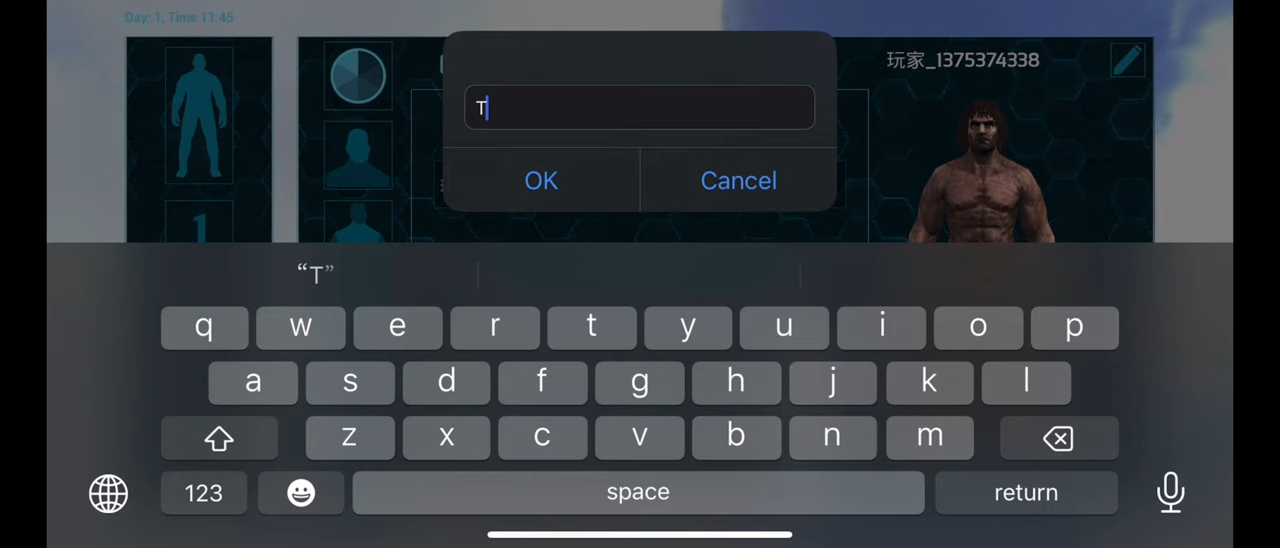 Day: 1, Time 11:45
玩家_1375374338
T
OK
Cancel
1
“T”
q w e r t y u i o p
a s d f g h j k l
z x c v b n m
123
space
return